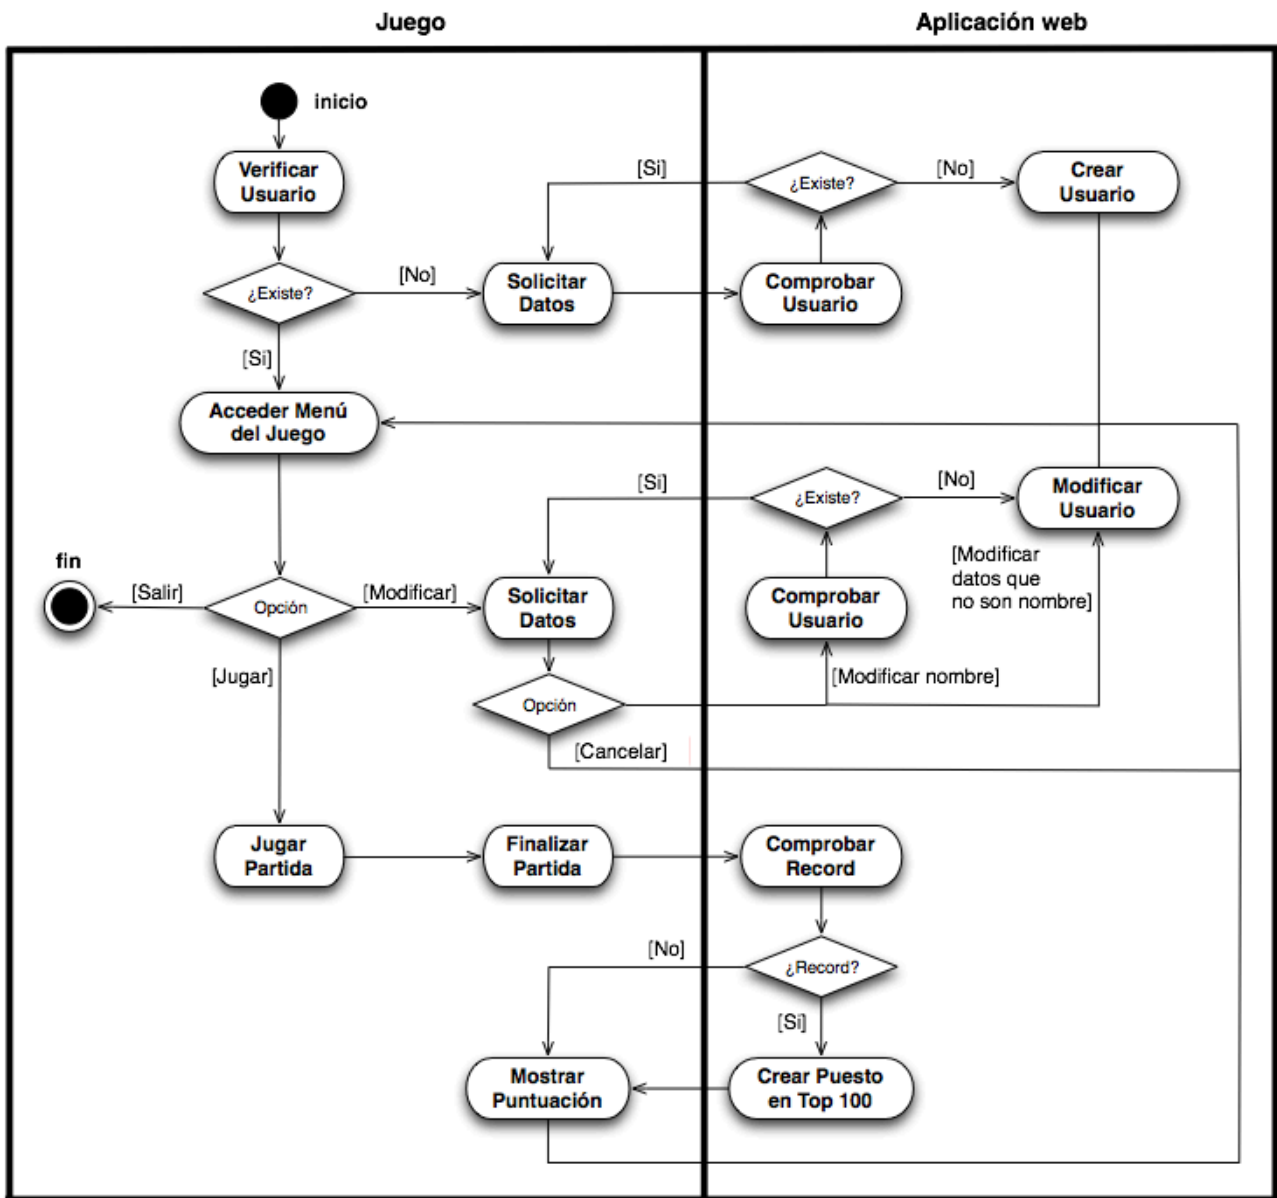 Juego
Aplicación web
inicio
Verificar
Usuario
[Si]
¿Existe?
[No]
Crear
Usuario
¿Existe?
[No]
Solicitar
Datos
Comprobar
Usuario
[Si]
Acceder Menú
del Juego
[Si]
¿Existe?
[No]
Modificar
Usuario
fin
[Salir]
Opción
[Modificar]
Solicitar
Datos
Comprobar
Usuario
[Modificar
datos que
no son nombre]
[Jugar]
Opción
[Modificar nombre]
[Cancelar]
Jugar
Partida
Finalizar
Partida
Comprobar
Record
[No]
¿Record?
[Si]
Mostrar
Puntuación
Crear Puesto
en Top 100